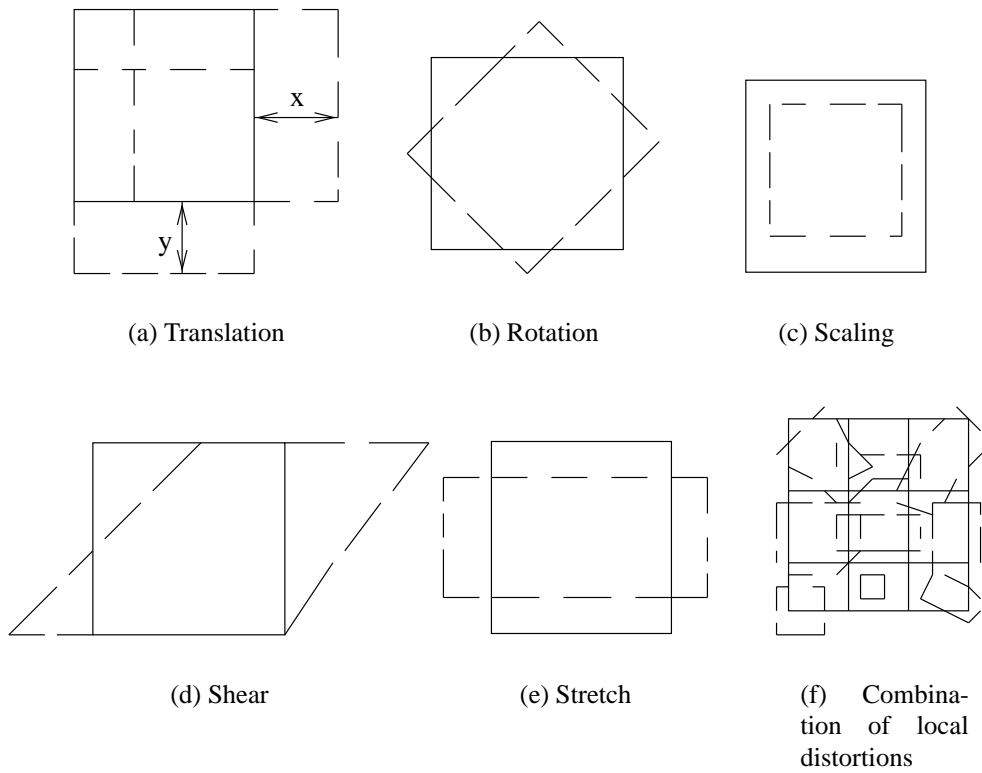 x
y
(a) Translation
(b) Rotation
(c) Scaling
(d) Shear
(e) Stretch
(f) Combina-
tion of local
distortions